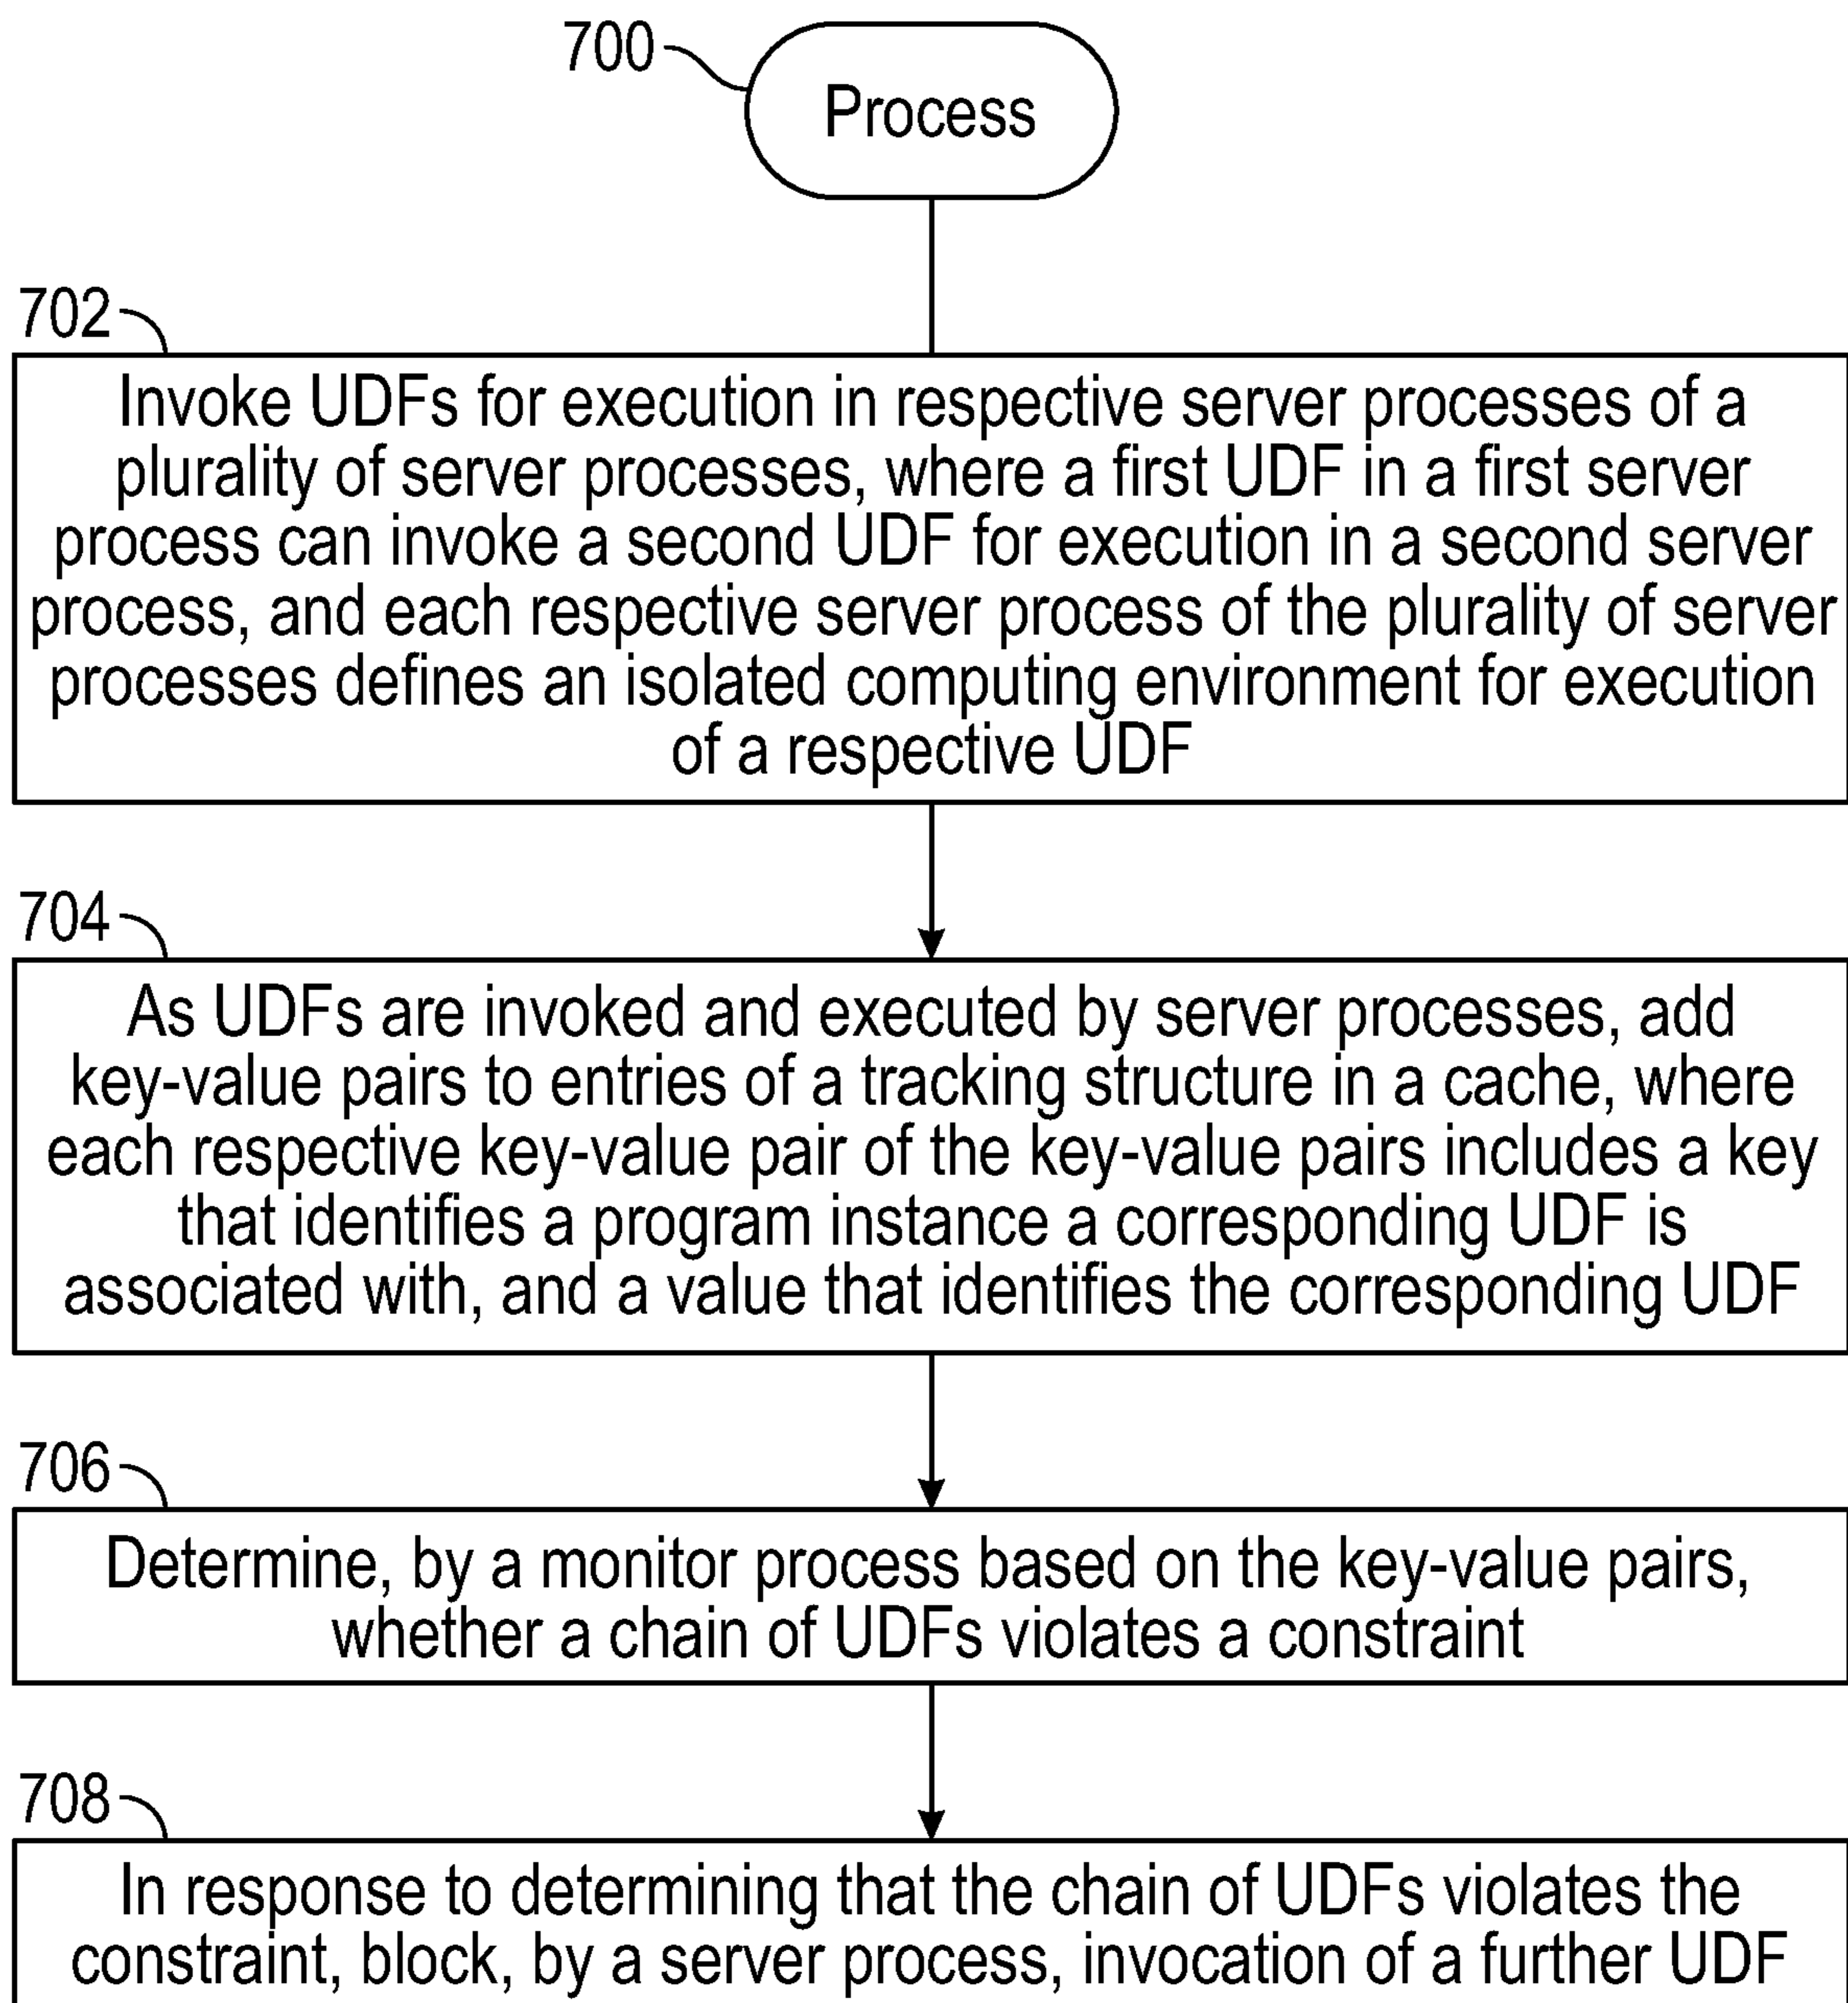 700
Process
702
Invoke UDFs for execution in respective server processes of a
plurality of server processes, where a first UDF in a first server
process can invoke a second UDF for execution in a second server
process, and each respective server process of the plurality of server
processes defines an isolated computing environment for execution
of a respective UDF
704
As UDFs are invoked and executed by server processes, add
key-value pairs to entries of a tracking structure in a cache, where
each respective key-value pair of the key-value pairs includes a key
that identifies a program instance a corresponding UDF is
associated with, and a value that identifies the corresponding UDF
706
Determine, by a monitor process based on the key-value pairs,
whether a chain of UDFs violates a constraint
708
In response to determining that the chain of UDFs violates the
constraint, block, by a server process, invocation of a further UDF